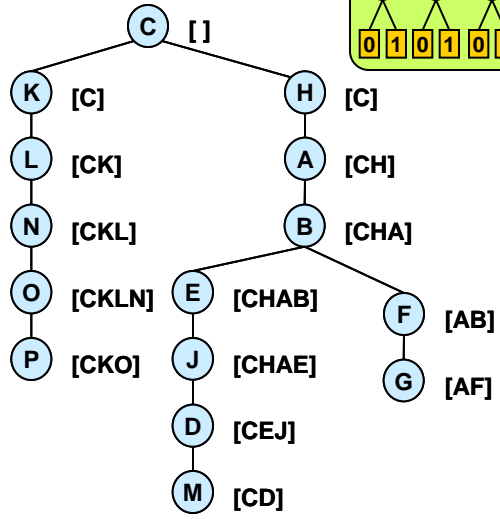 C [ ]
0 1 0 1 0
K [C] H [C]
L [CK] A [CH]
N [CKL] B [CHA]
O [CKLN] E [CHAB] F [AB]
P [CKO] J [CHAE] G [AF]
D [CEJ]
M [CD]